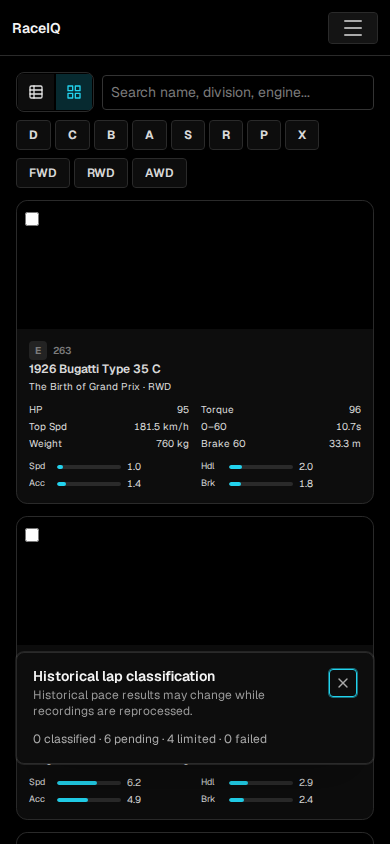 RaceIQ
Search name, division, engine...
D C B A S R P X
FWD RWD AWD
E 263
1926 Bugatti Type 35 C
The Birth of Grand Prix · RWD
HP 95 Torque 96
Top Spd 181.5 km/h 0–60 10.7s
Weight 760 kg Brake 60 33.3 m
Spd 1.0 Hdl 2.0
Acc 1.4 Brk 1.8
Historical lap classification
Historical pace results may change while
recordings are reprocessed.
0 classified · 6 pending · 4 limited · 0 failed
Spd 6.2 Hdl 2.9
Acc 4.9 Brk 2.4